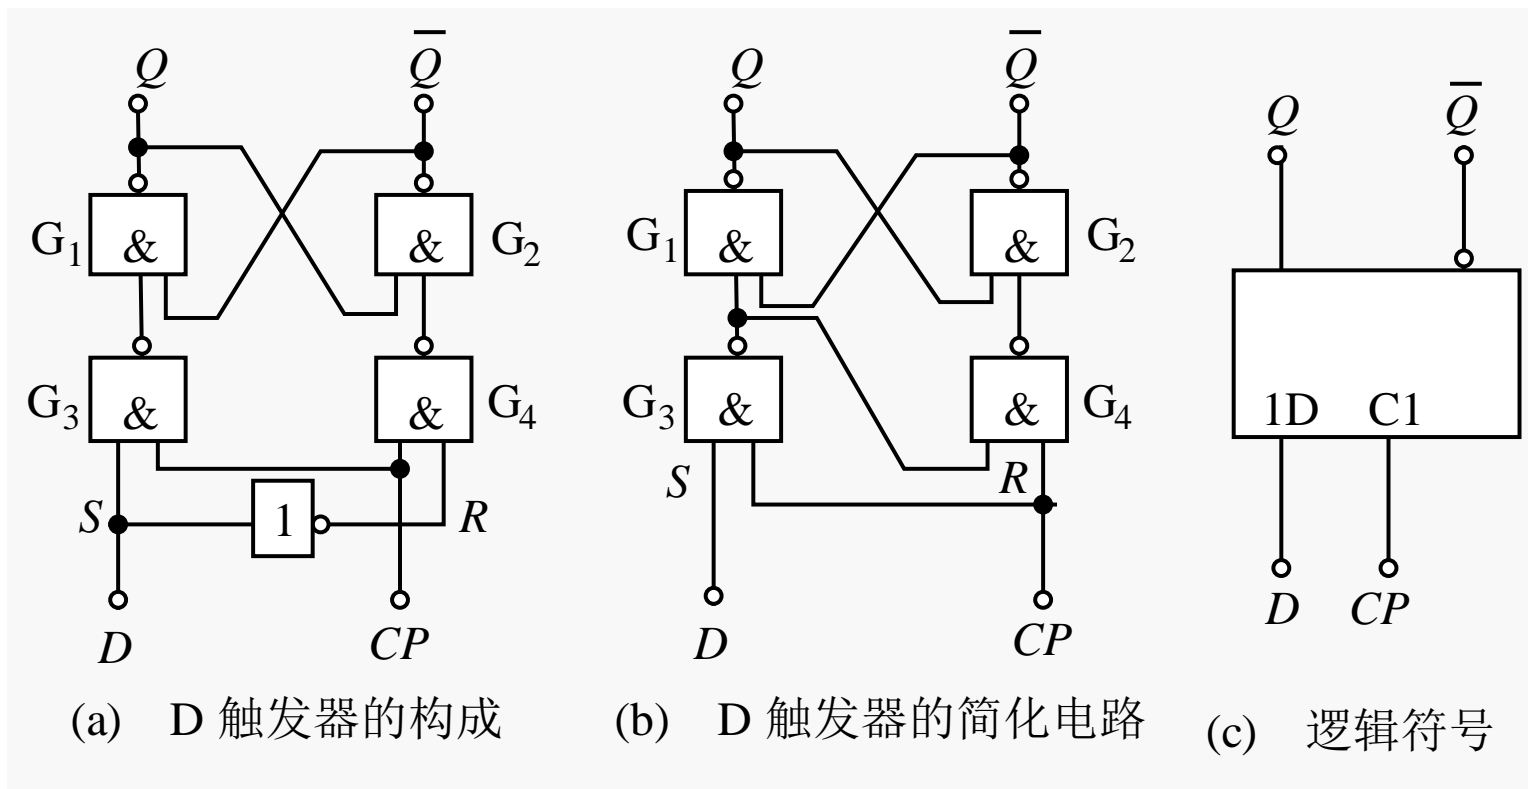 Q Q̅ Q Q̅
Q Q̅
G1 & & G2 G1 & & G2
G3 & & G4 G3 & & G4
1D C1
S 1 R S R
D CP D CP D CP
(a) D 触发器的构成 (b) D 触发器的简化电路 (c) 逻辑符号